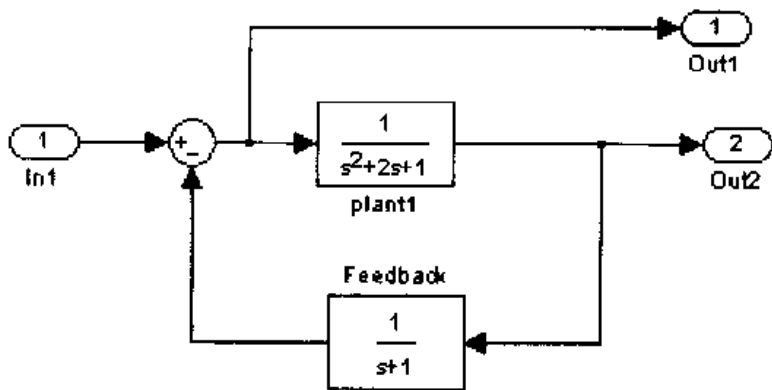 1
Out1
1
In1
+
−
1
s²+2s+1
plant1
2
Out2
Feedback
1
s+1